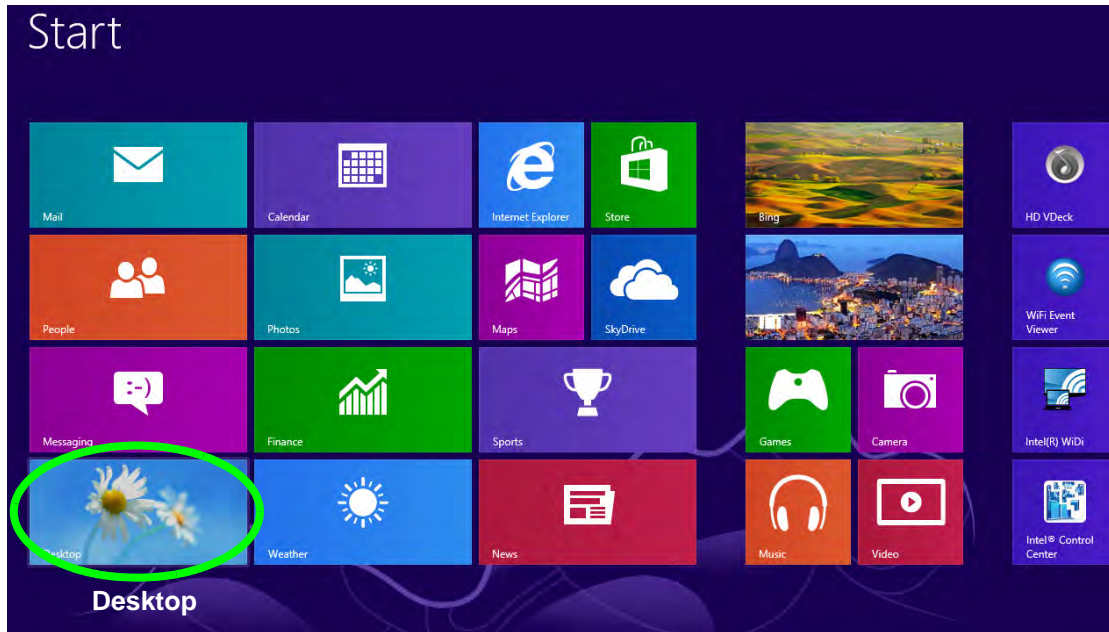 Start
Mail
Calendar
Internet Explorer
Store
Bing
HD VDeck
People
Photos
Maps
SkyDrive
WiFi Event
Viewer
:-)
Messaging
Finance
Sports
Games
Camera
Intel(R) WiDi
Desktop
Weather
News
Music
Video
Intel® Control
Center
Desktop